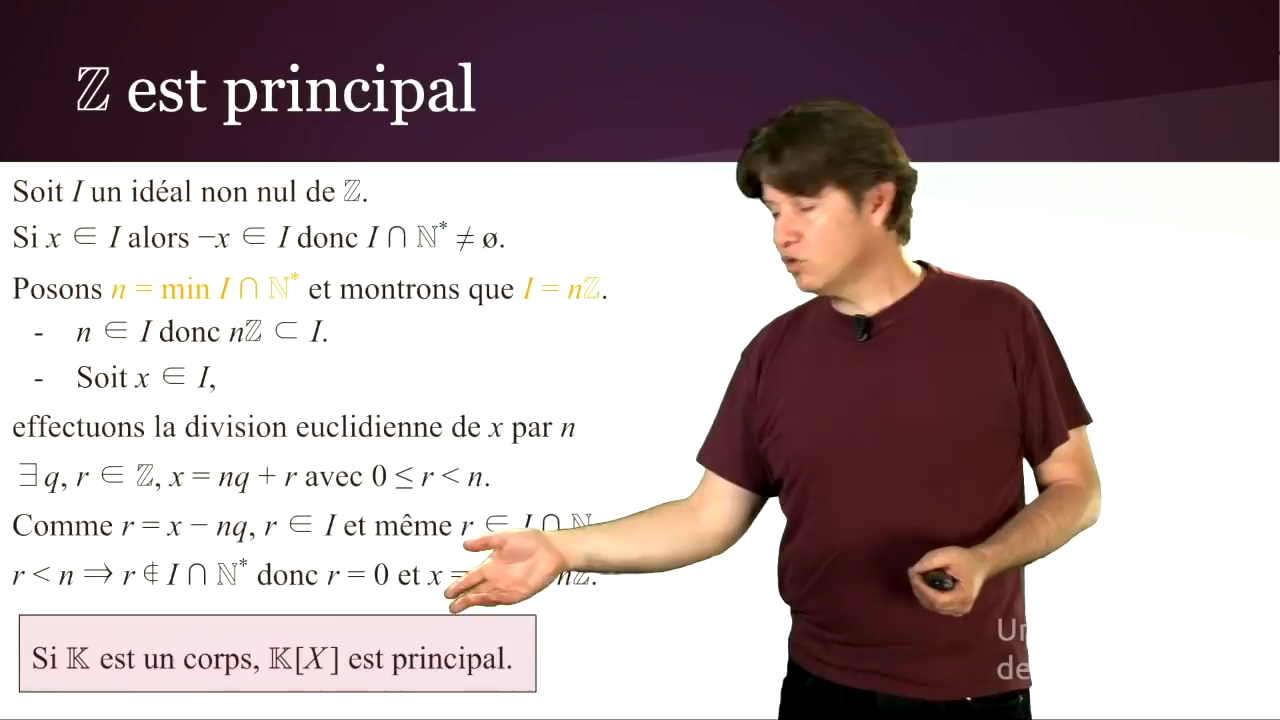 ℤ est principal
Soit I un idéal non nul de ℤ.
Si x ∈ I alors −x ∈ I donc I ∩ ℕ* ≠ ø.
Posons n = min I ∩ ℕ* et montrons que I = nℤ.
- n ∈ I donc nℤ ⊂ I.
- Soit x ∈ I,
effectuons la division euclidienne de x par n
∃ q, r ∈ ℤ, x = nq + r avec 0 ≤ r < n.
Comme r = x − nq, r ∈ I et même r ∈ I ∩ ℕ
r < n ⇒ r ∉ I ∩ ℕ* donc r = 0 et x = nℤ.
Si 𝕂 est un corps, 𝕂[X] est principal.